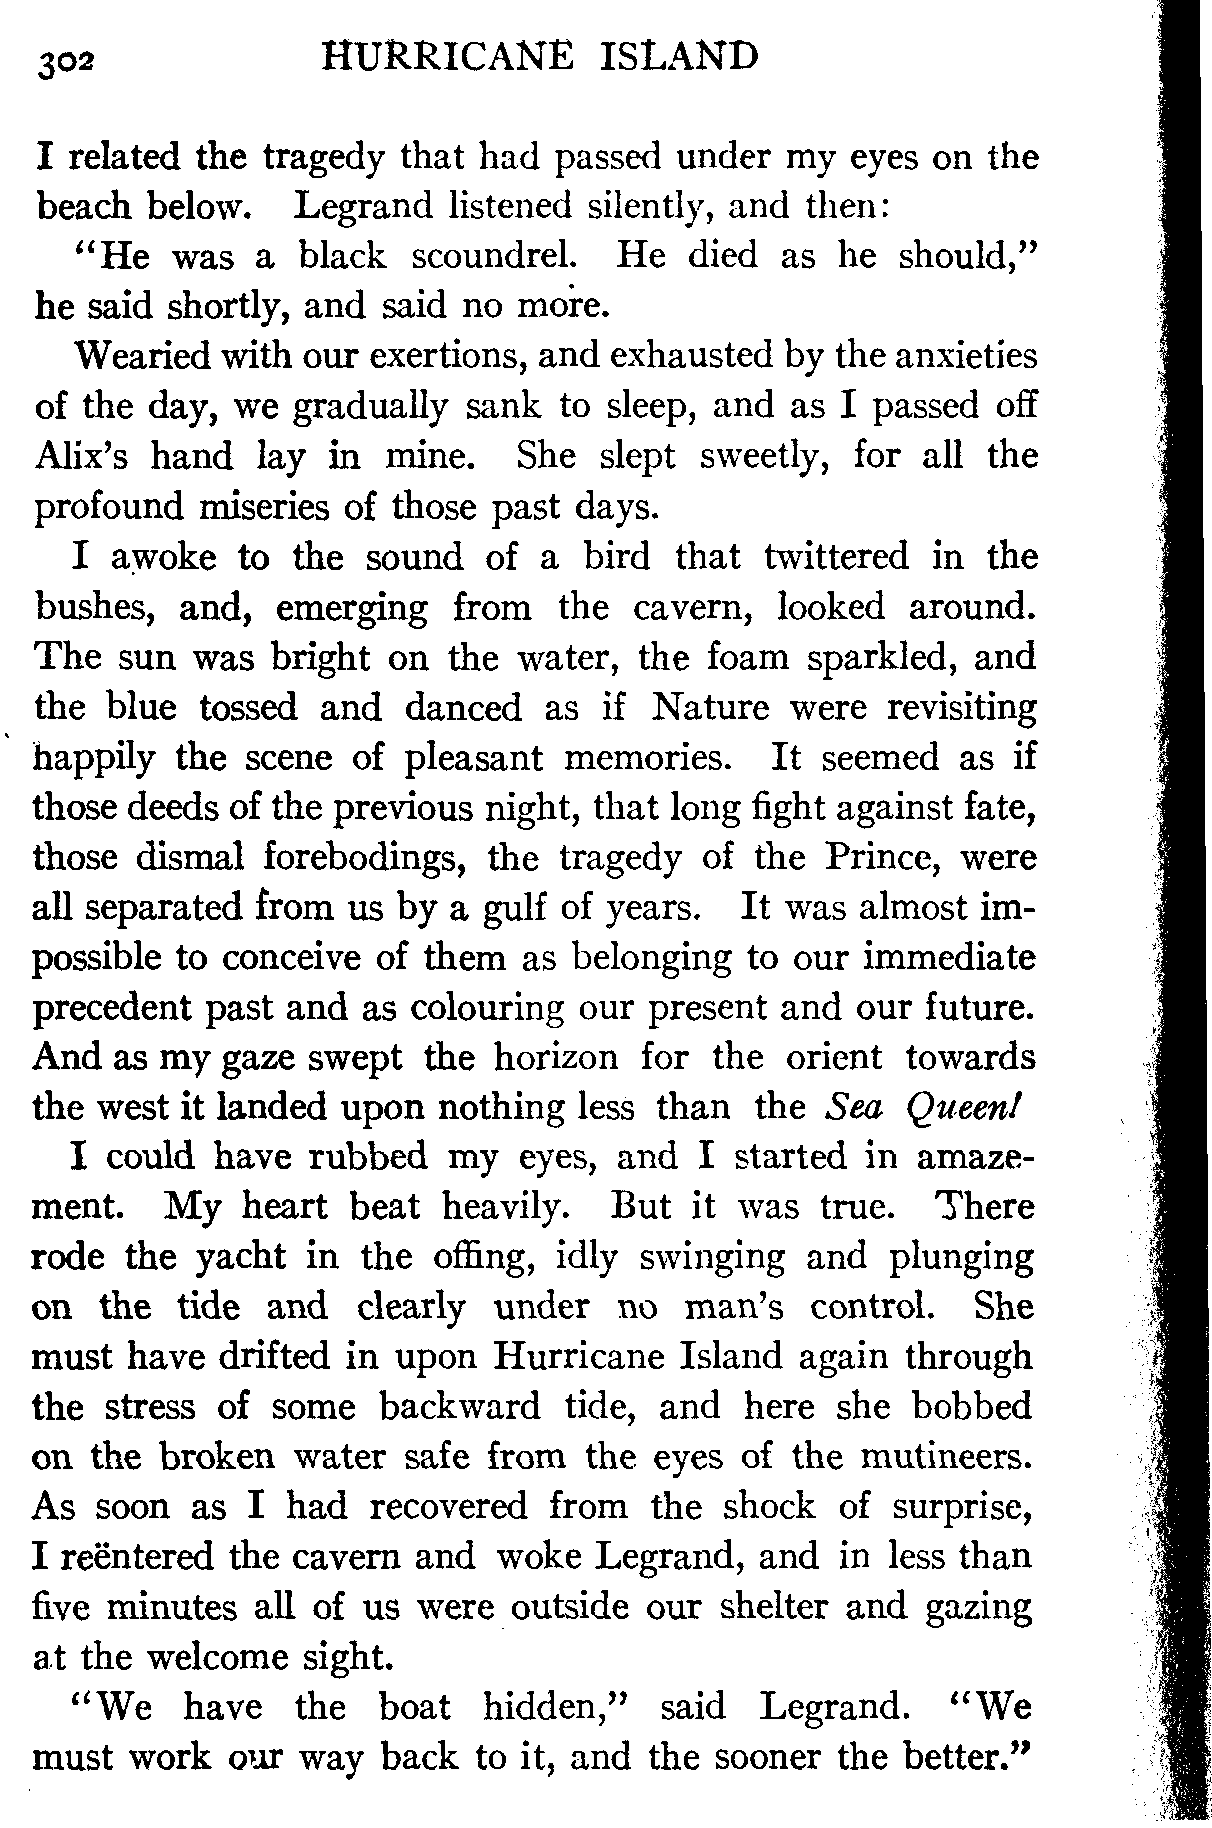 302 HURRICANE ISLAND
I related the tragedy that had passed under my eyes on the
beach below. Legrand listened silently, and then:
“He was a black scoundrel. He died as he should,”
he said shortly, and said no more.
Wearied with our exertions, and exhausted by the anxieties
of the day, we gradually sank to sleep, and as I passed off
Alix’s hand lay in mine. She slept sweetly, for all the
profound miseries of those past days.
I awoke to the sound of a bird that twittered in the
bushes, and, emerging from the cavern, looked around.
The sun was bright on the water, the foam sparkled, and
the blue tossed and danced as if Nature were revisiting
happily the scene of pleasant memories. It seemed as if
those deeds of the previous night, that long fight against fate,
those dismal forebodings, the tragedy of the Prince, were
all separated from us by a gulf of years. It was almost im-
possible to conceive of them as belonging to our immediate
precedent past and as colouring our present and our future.
And as my gaze swept the horizon for the orient towards
the west it landed upon nothing less than the Sea Queen!
I could have rubbed my eyes, and I started in amaze-
ment. My heart beat heavily. But it was true. There
rode the yacht in the offing, idly swinging and plunging
on the tide and clearly under no man’s control. She
must have drifted in upon Hurricane Island again through
the stress of some backward tide, and here she bobbed
on the broken water safe from the eyes of the mutineers.
As soon as I had recovered from the shock of surprise,
I reëntered the cavern and woke Legrand, and in less than
five minutes all of us were outside our shelter and gazing
at the welcome sight.
“We have the boat hidden,” said Legrand. “We
must work our way back to it, and the sooner the better.”